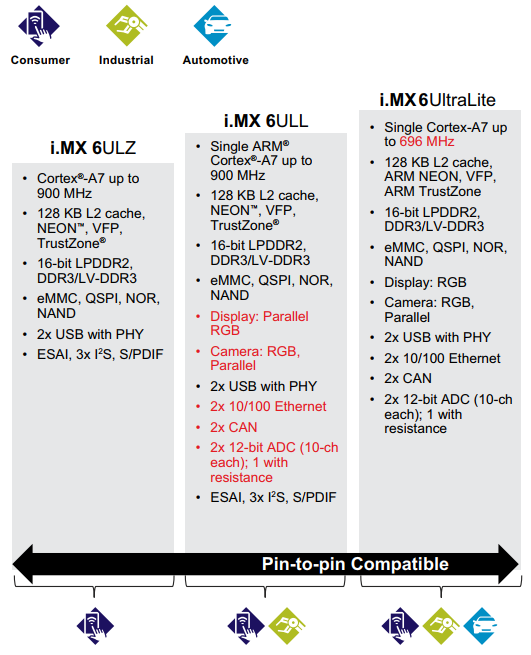 Consumer
Industrial
Automotive
i.MX 6ULZ
• Cortex®-A7 up to
900 MHz
• 128 KB L2 cache,
NEON™, VFP,
TrustZone®
• 16-bit LPDDR2,
DDR3/LV-DDR3
• eMMC, QSPI, NOR,
NAND
• 2x USB with PHY
• ESAI, 3x I²S, S/PDIF
i.MX 6ULL
• Single ARM®
Cortex®-A7 up to
900 MHz
• 128 KB L2 cache,
NEON™, VFP,
TrustZone®
• 16-bit LPDDR2,
DDR3/LV-DDR3
• eMMC, QSPI, NOR,
NAND
• Display: Parallel
RGB
• Camera: RGB,
Parallel
• 2x USB with PHY
• 2x 10/100 Ethernet
• 2x CAN
• 2x 12-bit ADC (10-ch
each); 1 with
resistance
• ESAI, 3x I²S, S/PDIF
i.MX 6UltraLite
• Single Cortex-A7 up
to 696 MHz
• 128 KB L2 cache,
ARM NEON, VFP,
ARM TrustZone
• 16-bit LPDDR2,
DDR3/LV-DDR3
• eMMC, QSPI, NOR,
NAND
• Display: RGB
• Camera: RGB,
Parallel
• 2x USB with PHY
• 2x 10/100 Ethernet
• 2x CAN
• 2x 12-bit ADC (10-ch
each); 1 with
resistance
Pin-to-pin Compatible